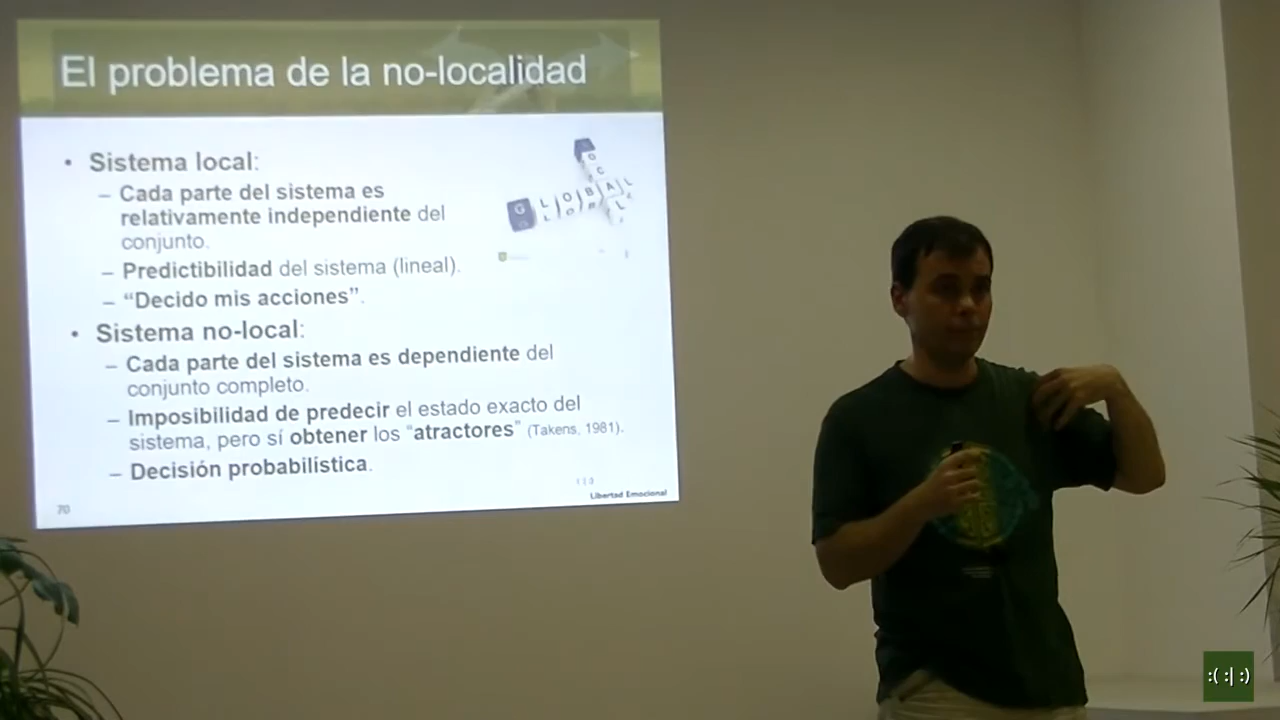 El problema de la no-localidad
• Sistema local:
– Cada parte del sistema es
relativamente independiente del
conjunto.
– Predictibilidad del sistema (lineal).
– “Decido mis acciones”.
• Sistema no-local:
– Cada parte del sistema es dependiente del
conjunto completo.
– Imposibilidad de predecir el estado exacto del
sistema, pero sí obtener los “atractores” (Takens, 1981).
– Decisión probabilística.
70
Libertad Emocional
:( :| :)